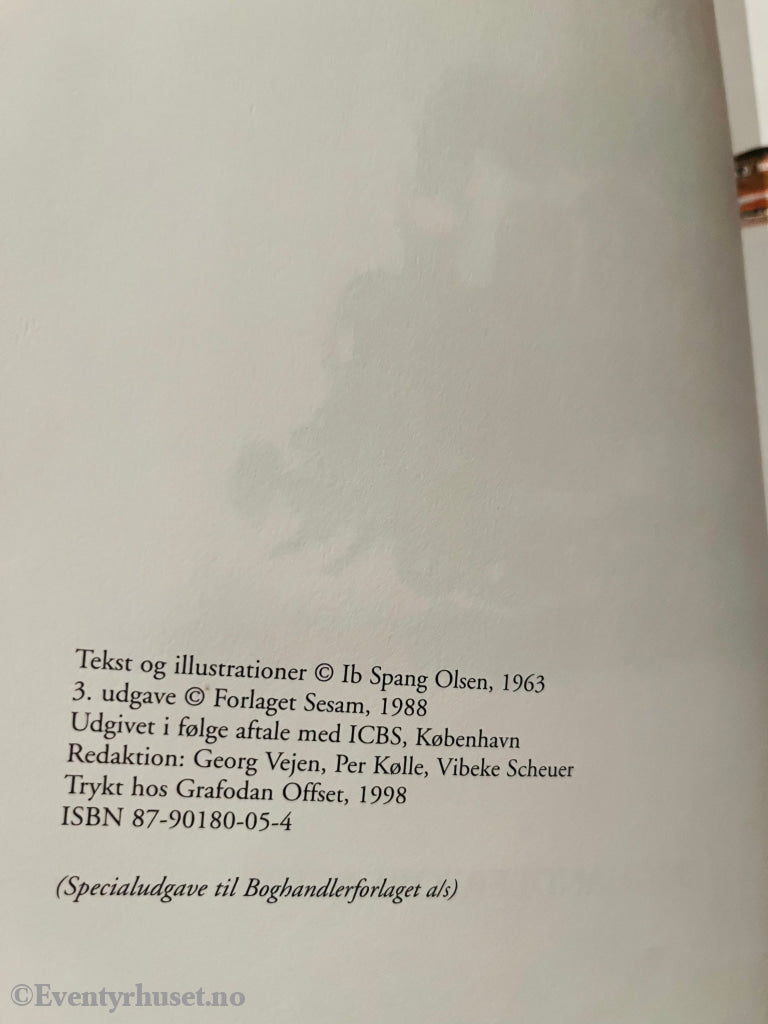 Tekst og illustrationer © Ib Spang Olsen, 1963
3. udgave © Forlaget Sesam, 1988
Udgivet i følge aftale med ICBS, København
Redaktion: Georg Vejen, Per Kølle, Vibeke Scheuer
Trykt hos Grafodan Offset, 1998
ISBN 87-90180-05-4
(Specialudgave til Boghandlerforlaget a/s)
©Eventyrhuset.no